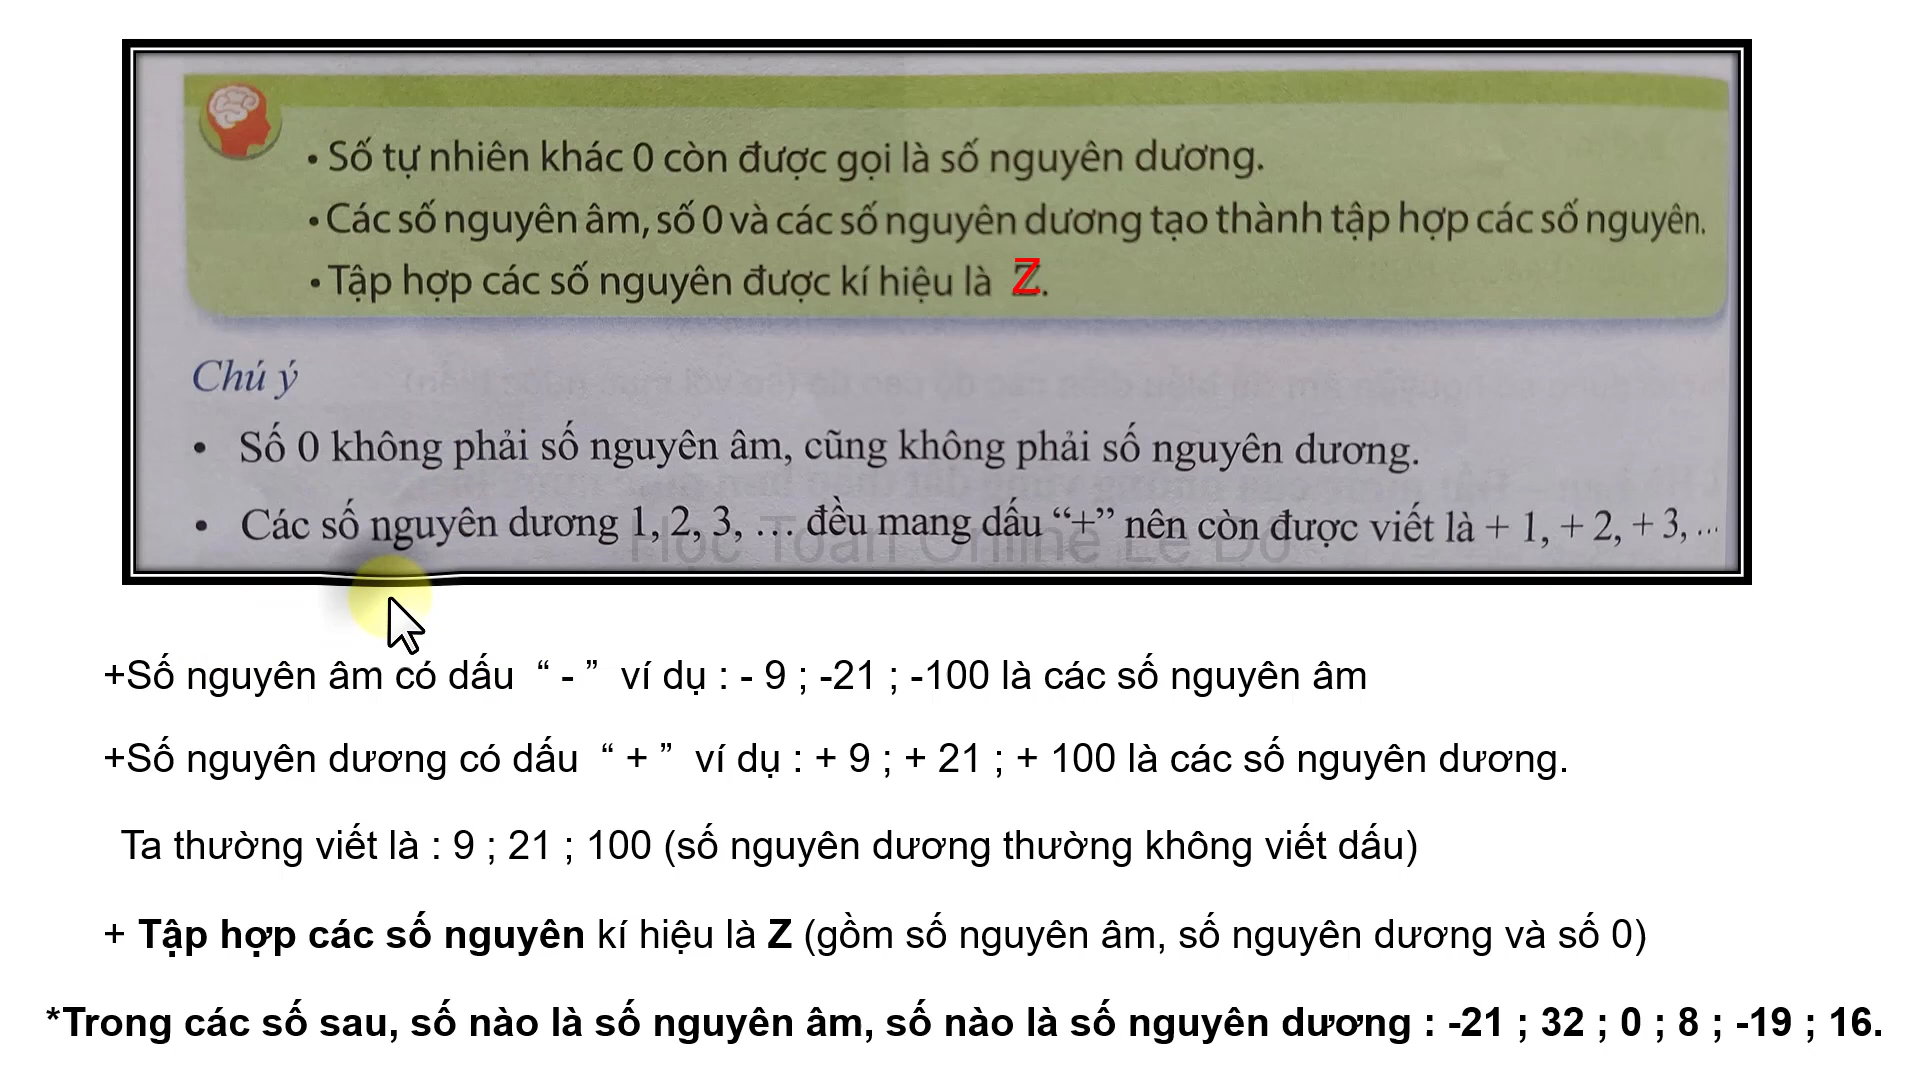 • Số tự nhiên khác 0 còn được gọi là số nguyên dương.
• Các số nguyên âm, số 0 và các số nguyên dương tạo thành tập hợp các số nguyên.
• Tập hợp các số nguyên được kí hiệu là Z.
Chú ý
• Số 0 không phải số nguyên âm, cũng không phải số nguyên dương.
• Các số nguyên dương 1, 2, 3, … đều mang dấu “+” nên còn được viết là + 1, + 2, + 3, ...
Học Toán Online Lê Đô
+Số nguyên âm có dấu “ - ” ví dụ : - 9 ; -21 ; -100 là các số nguyên âm
+Số nguyên dương có dấu “ + ” ví dụ : + 9 ; + 21 ; + 100 là các số nguyên dương.
Ta thường viết là : 9 ; 21 ; 100 (số nguyên dương thường không viết dấu)
+ Tập hợp các số nguyên kí hiệu là Z (gồm số nguyên âm, số nguyên dương và số 0)
*Trong các số sau, số nào là số nguyên âm, số nào là số nguyên dương : -21 ; 32 ; 0 ; 8 ; -19 ; 16.